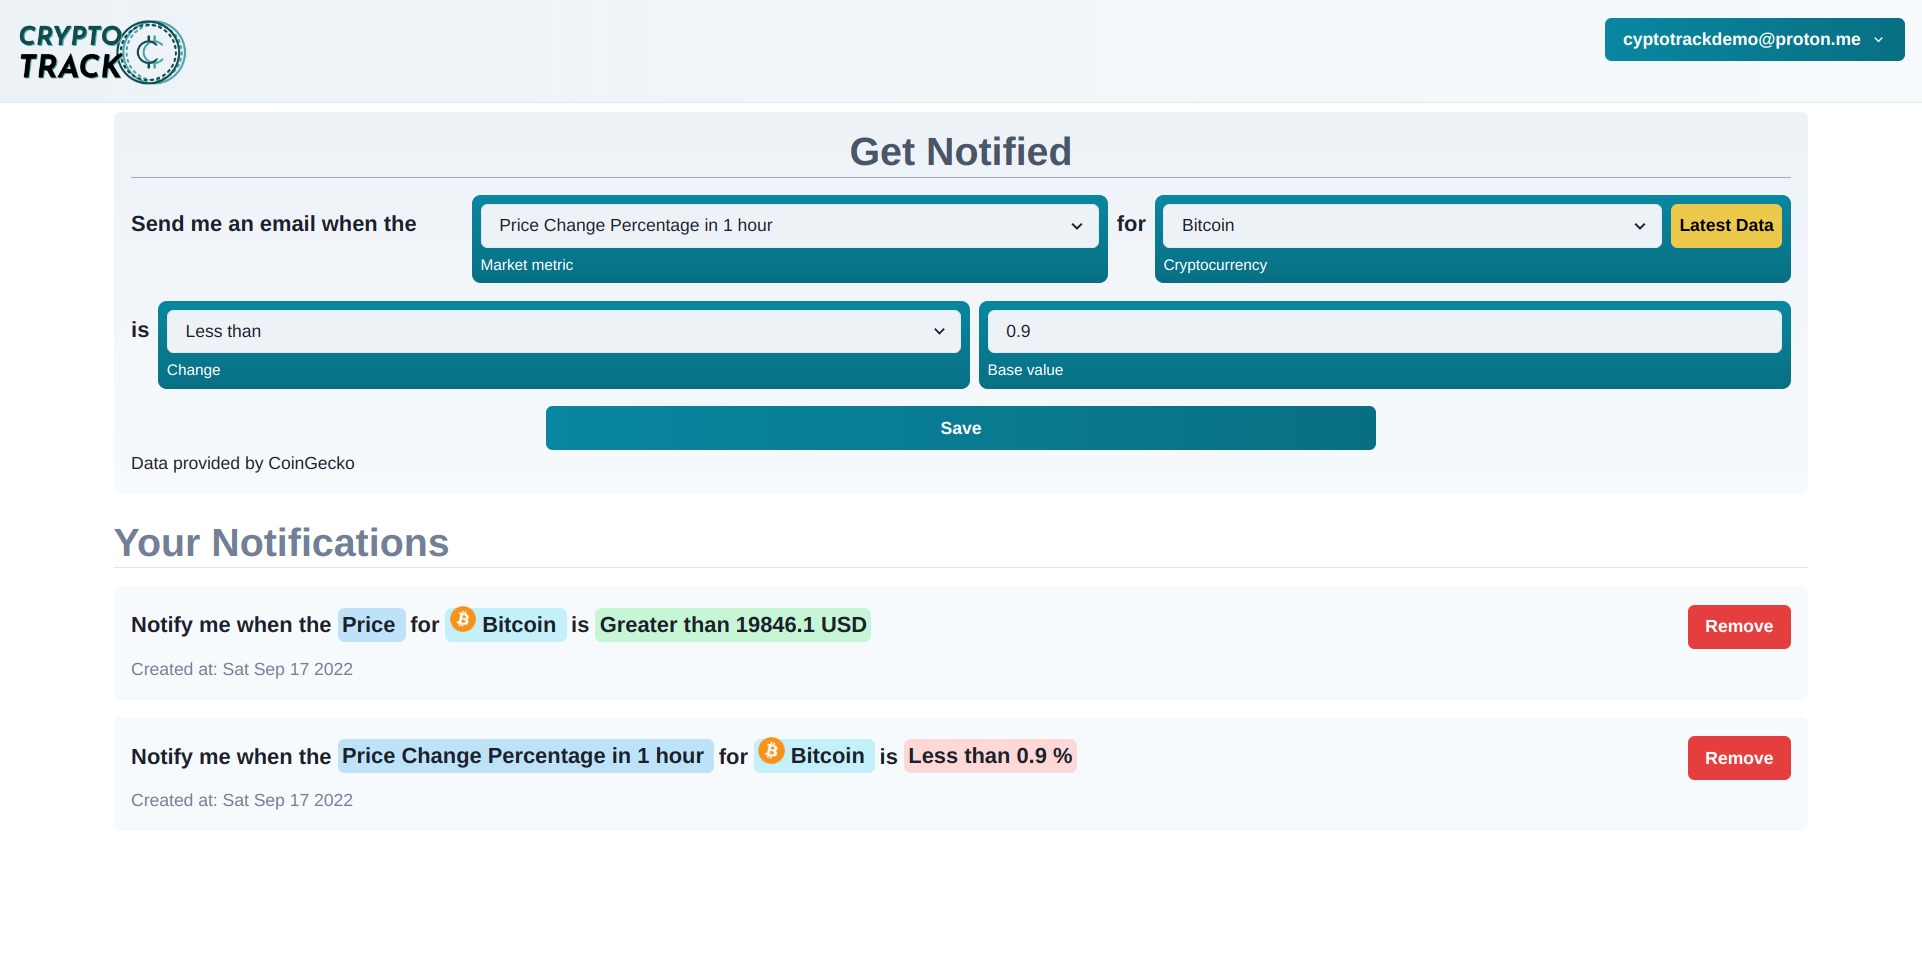 CRYPTO
TRACK
cyptotrackdemo@proton.me
Get Notified
Send me an email when the Price Change Percentage in 1 hour for Bitcoin Latest Data
Market metric Cryptocurrency
is Less than 0.9
Change Base value
Save
Data provided by CoinGecko
Your Notifications
Notify me when the Price for Bitcoin is Greater than 19846.1 USD Remove
Created at: Sat Sep 17 2022
Notify me when the Price Change Percentage in 1 hour for Bitcoin is Less than 0.9 % Remove
Created at: Sat Sep 17 2022